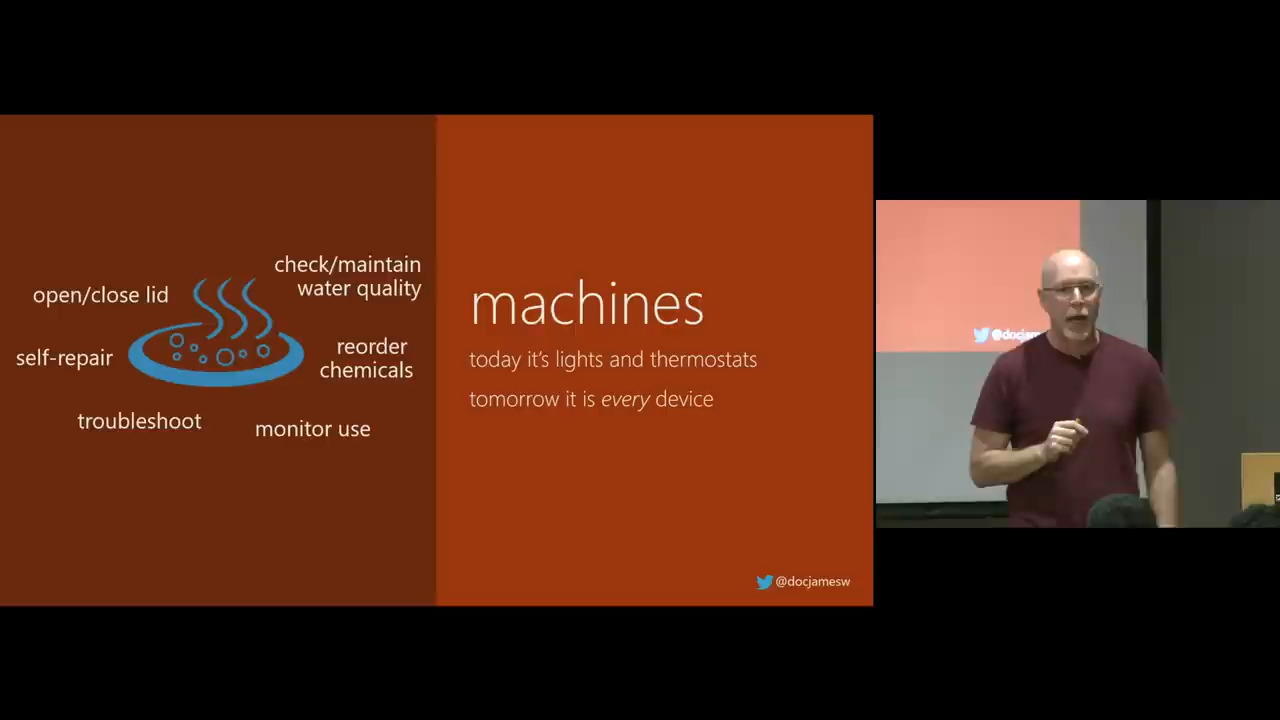 open/close lid
check/maintain
water quality
self-repair
reorder
chemicals
troubleshoot
monitor use
machines
today it's lights and thermostats
tomorrow it is every device
@docjamesw
@docjam